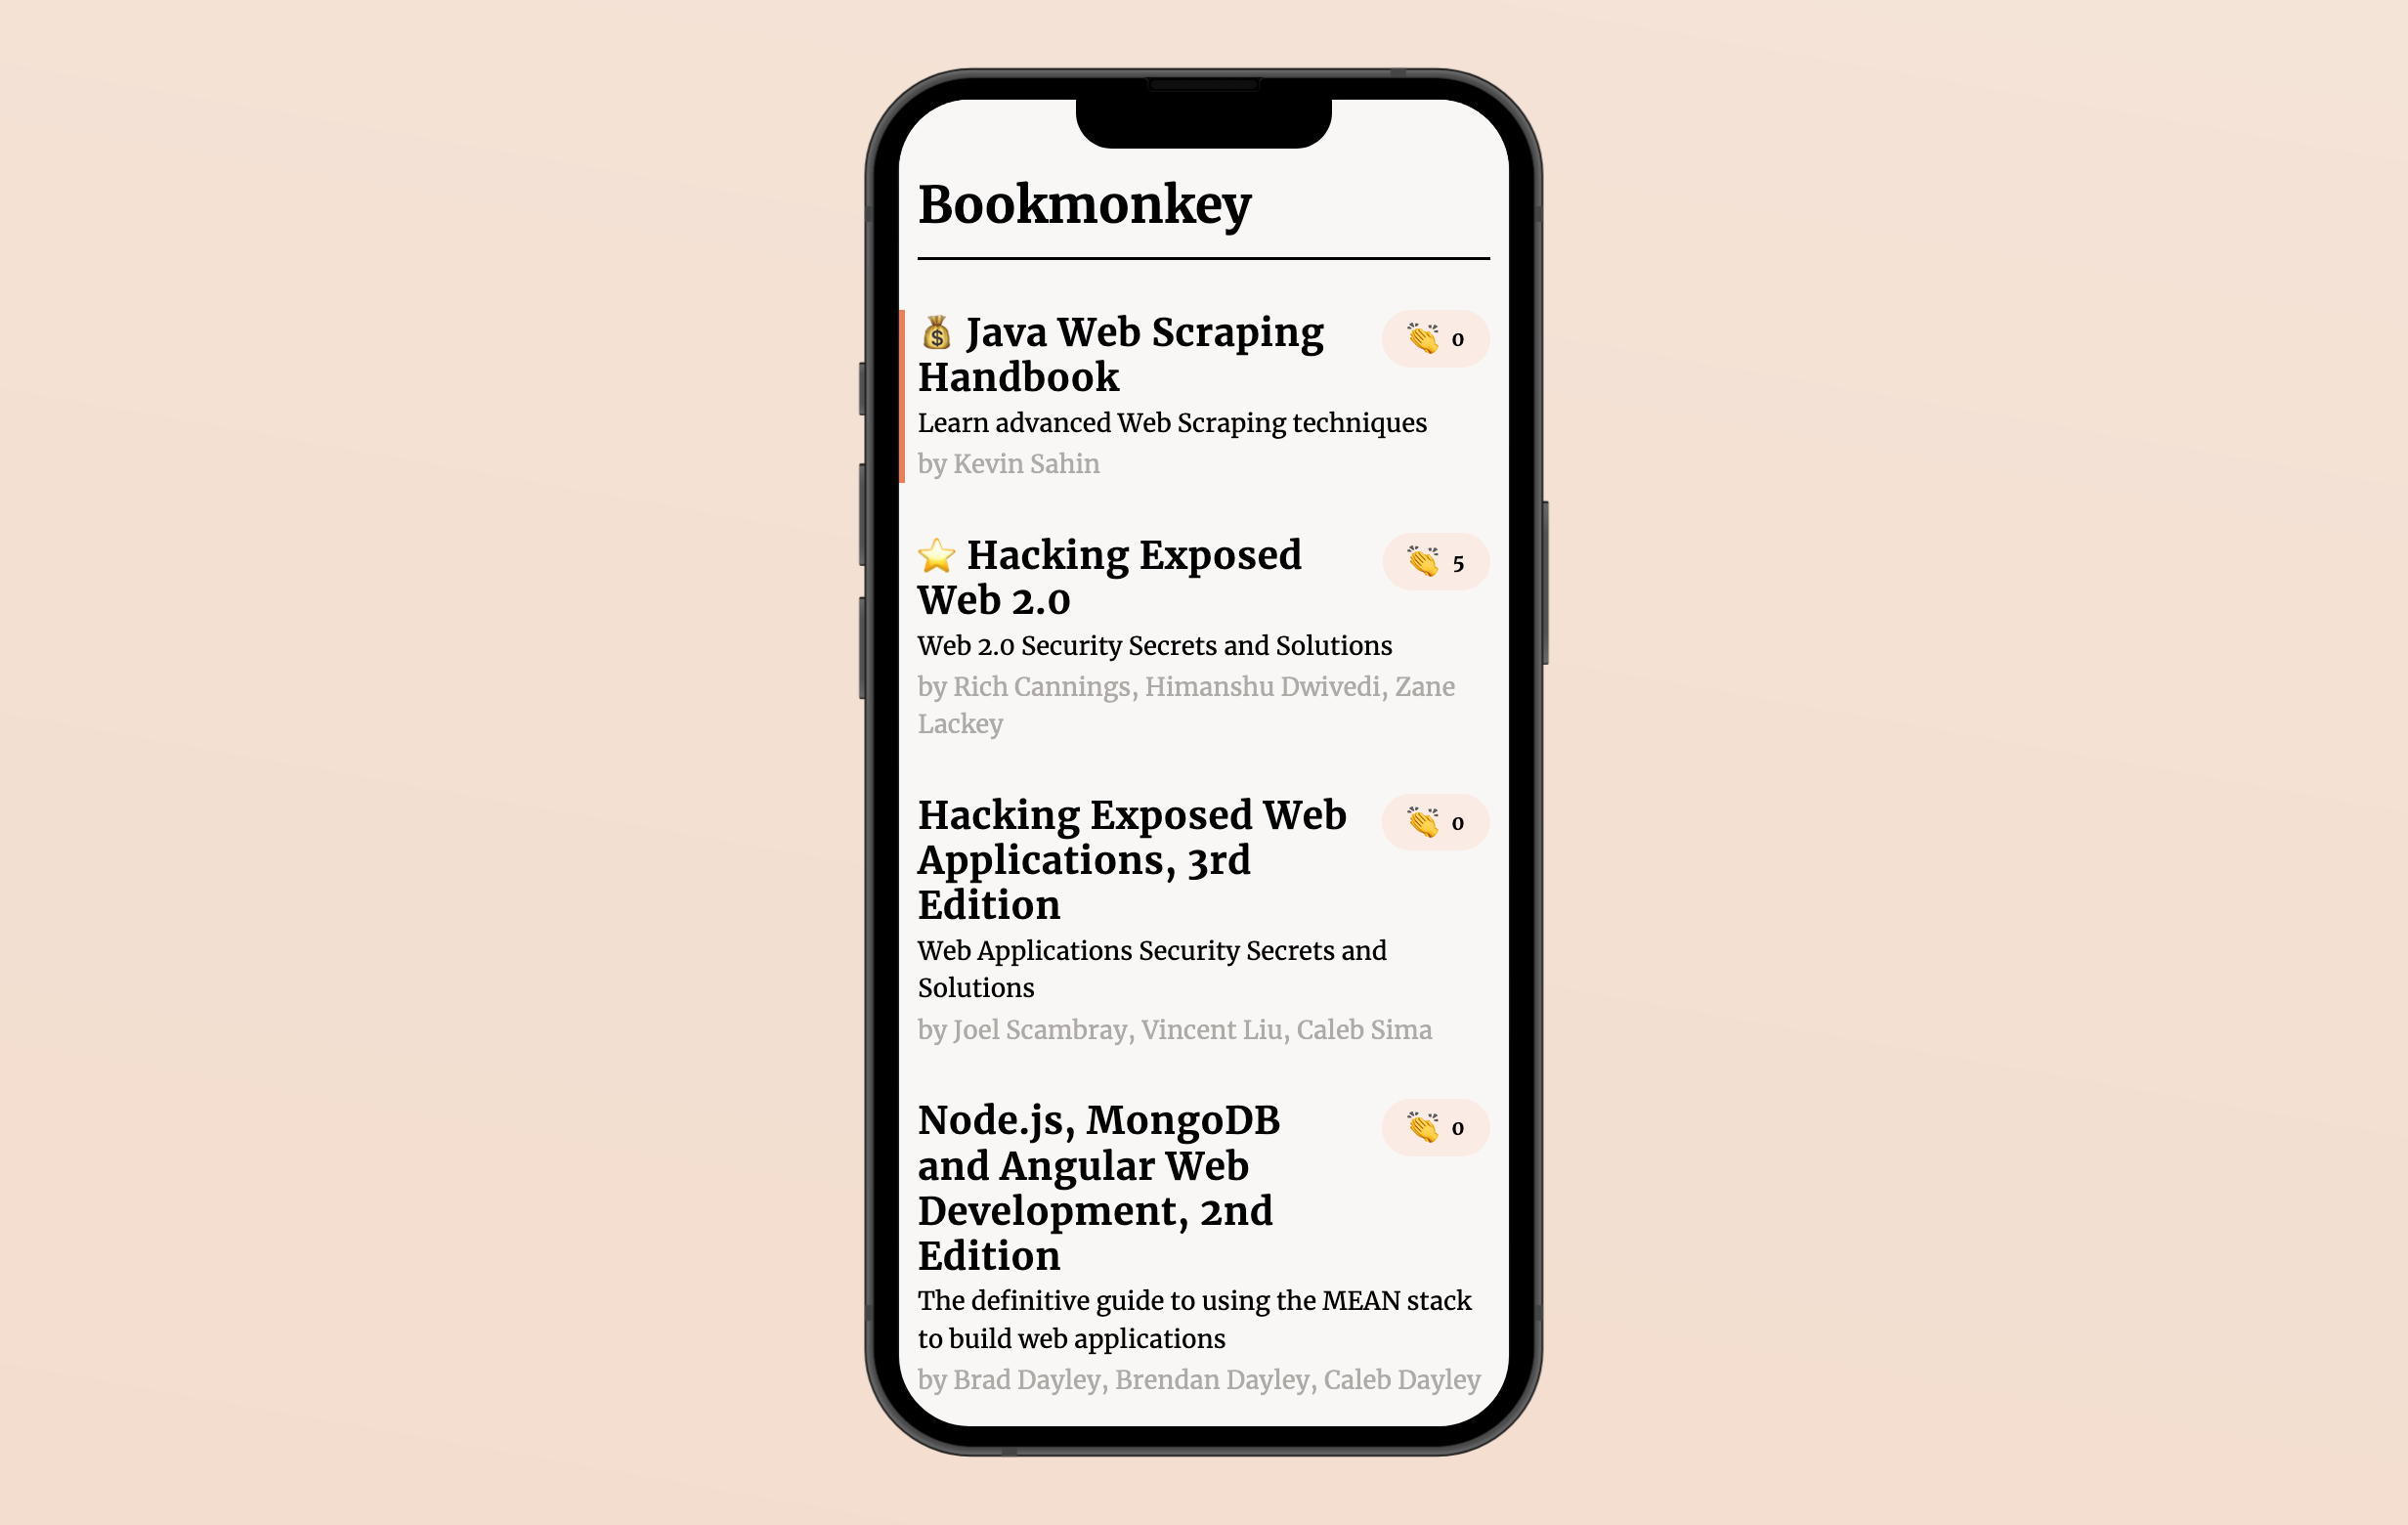 Bookmonkey
💰 Java Web Scraping
Handbook
👏 0
Learn advanced Web Scraping techniques
by Kevin Sahin
⭐ Hacking Exposed
Web 2.0
👏 5
Web 2.0 Security Secrets and Solutions
by Rich Cannings, Himanshu Dwivedi, Zane
Lackey
Hacking Exposed Web
Applications, 3rd
Edition
👏 0
Web Applications Security Secrets and
Solutions
by Joel Scambray, Vincent Liu, Caleb Sima
Node.js, MongoDB
and Angular Web
Development, 2nd
Edition
👏 0
The definitive guide to using the MEAN stack
to build web applications
by Brad Dayley, Brendan Dayley, Caleb Dayley